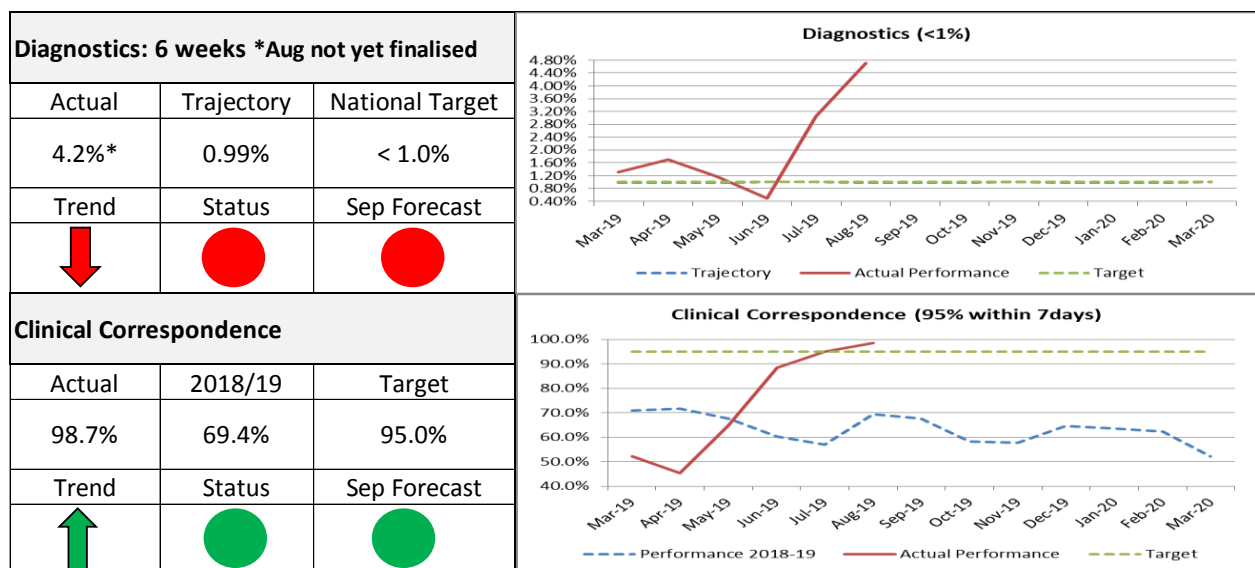 Diagnostics: 6 weeks *Aug not yet finalised
Actual Trajectory National Target
4.2%* 0.99% < 1.0%
Trend Status Sep Forecast
Diagnostics (<1%)
4.80%
4.40%
4.00%
3.60%
3.20%
2.80%
2.40%
2.00%
1.60%
1.20%
0.80%
0.40%
Mar-19 Apr-19 May-19 Jun-19 Jul-19 Aug-19 Sep-19 Oct-19 Nov-19 Dec-19 Jan-20 Feb-20 Mar-20
Trajectory Actual Performance Target
Clinical Correspondence
Actual 2018/19 Target
98.7% 69.4% 95.0%
Trend Status Sep Forecast
Clinical Correspondence (95% within 7days)
100.0%
90.0%
80.0%
70.0%
60.0%
50.0%
40.0%
Mar-19 Apr-19 May-19 Jun-19 Jul-19 Aug-19 Sep-19 Oct-19 Nov-19 Dec-19 Jan-20 Feb-20 Mar-20
Performance 2018-19 Actual Performance Target